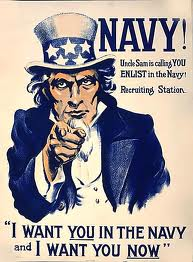 NAVY!
Uncle Sam is calling YOU
ENLIST in the Navy!
Recruiting Station
"I WANT YOU IN THE NAVY
and I WANT YOU NOW"